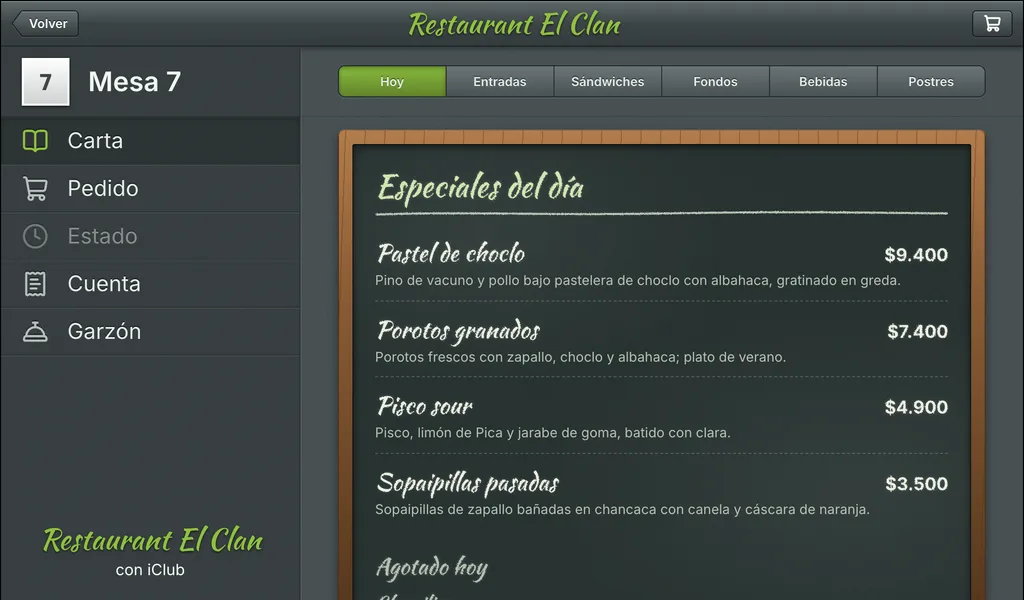 Volver
Restaurant El Clan
7
Mesa 7
Hoy
Entradas
Sándwiches
Fondos
Bebidas
Postres
Carta
Pedido
Estado
Cuenta
Garzón
Especiales del día
Pastel de choclo
$9.400
Pino de vacuno y pollo bajo pastelera de choclo con albahaca, gratinado en greda.
Porotos granados
$7.400
Porotos frescos con zapallo, choclo y albahaca; plato de verano.
Pisco sour
$4.900
Pisco, limón de Pica y jarabe de goma, batido con clara.
Sopaipillas pasadas
$3.500
Sopaipillas de zapallo bañadas en chancaca con canela y cáscara de naranja.
Agotado hoy
Restaurant El Clan
con iClub